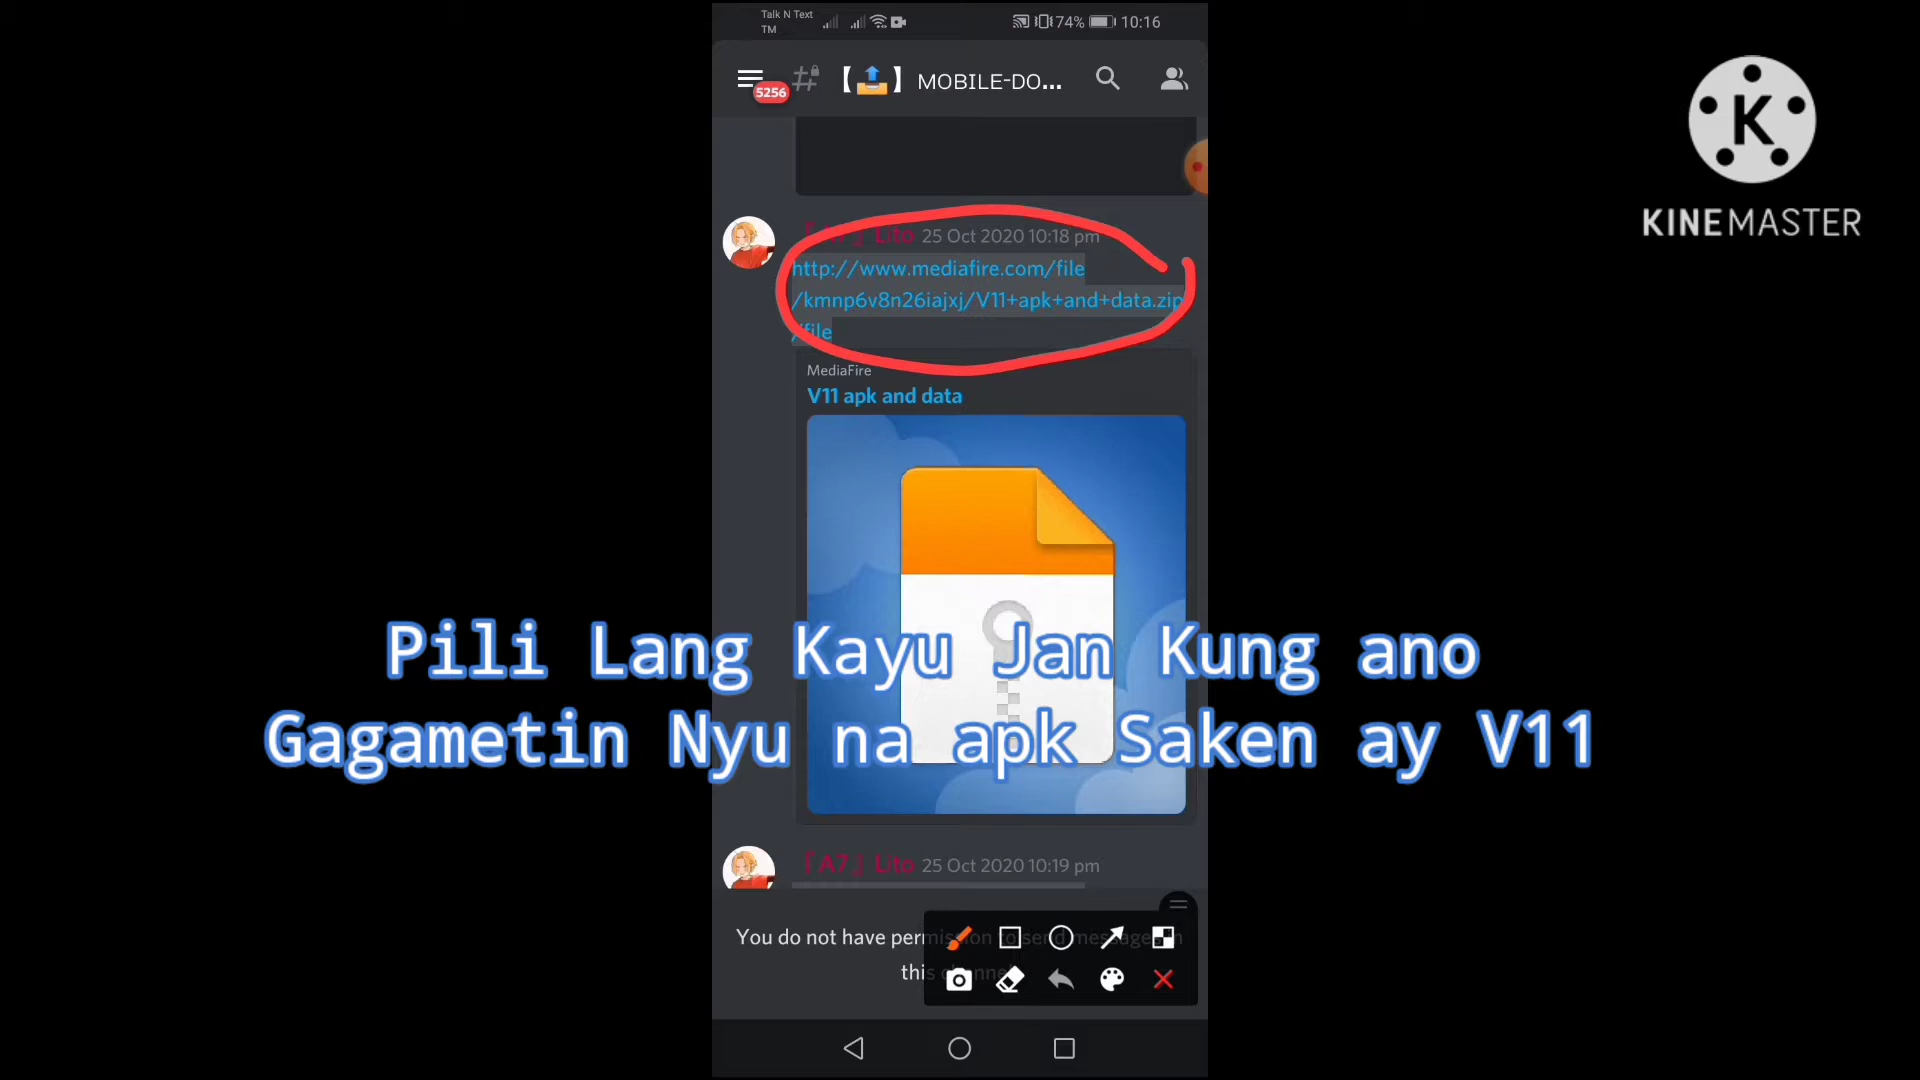 Talk N Text
TM
74%
10:16
5256
【 】 MOBILE-DO...
K
KINEMASTER
Lito 25 Oct 2020 10:18 pm
http://www.mediafire.com/file
/kmnp6v8n26iajxj/V11+apk+and+data.zip
/file
MediaFire
V11 apk and data
Pili Lang Kayu Jan Kung ano
Gagametin Nyu na apk Saken ay V11
「A7」Lito 25 Oct 2020 10:19 pm
You do not have permission to send messages in
this channel